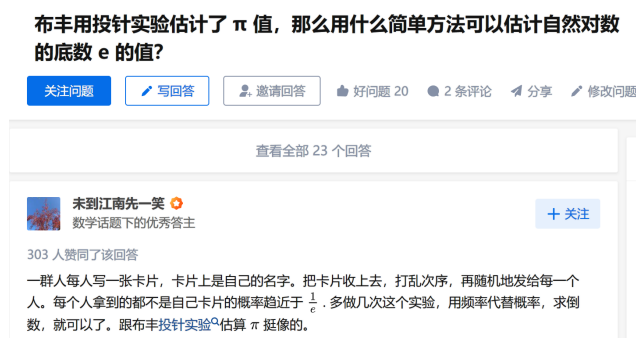 布丰用投针实验估计了 π 值，那么用什么简单方法可以估计自然对数
的底数 e 的值？
关注问题 写回答 邀请回答 好问题 20 2 条评论 分享 修改问题
查看全部 23 个回答
未到江南先一笑
数学话题下的优秀答主
+ 关注
303 人赞同了该回答
一群人每人写一张卡片，卡片上是自己的名字。把卡片收上去，打乱次序，再随机地发给每一个
人。每个人拿到的都不是自己卡片的概率趋近于 1/e . 多做几次这个实验，用频率代替概率，求倒
数，就可以了。跟布丰投针实验估算 π 挺像的。